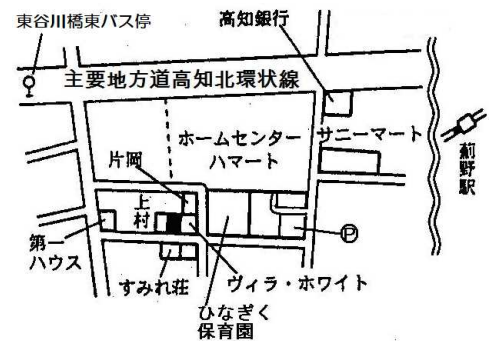 東谷川橋東バス停
高知銀行
主要地方道高知北環状線
ホームセンター
ハマート
サニーマート
薊野駅
片岡
上村
第一
ハウス
すみれ荘
ヴィラ・ホワイト
ひなぎく
保育園
P